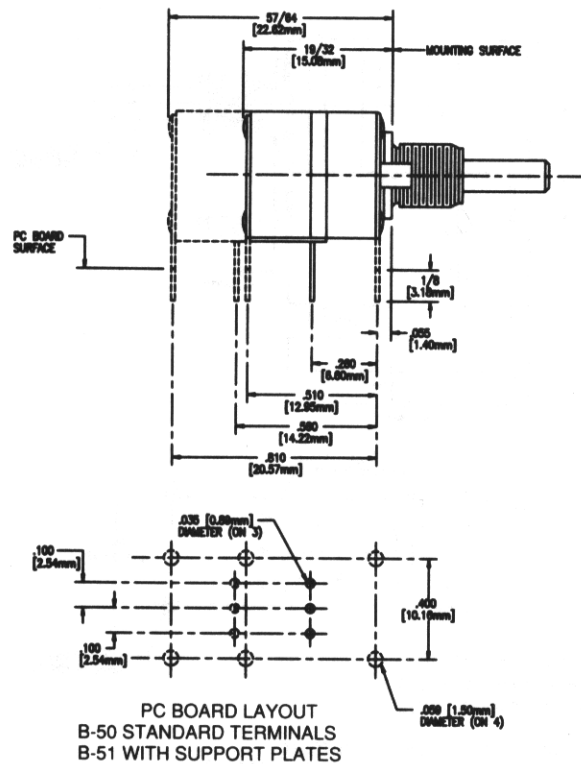 57/64
[22.62mm]
19/32
[15.08mm]
MOUNTING SURFACE
PC BOARD
SURFACE
1/8
[3.18mm]
.055
[1.40mm]
.260
[6.60mm]
.510
[12.95mm]
.560
[14.22mm]
.810
[20.57mm]
.035 [0.89mm]
DIAMETER (ON 3)
.100
[2.54mm]
.400
[10.16mm]
.100
[2.54mm]
.059 [1.50mm]
DIAMETER (ON 4)
PC BOARD LAYOUT
B-50 STANDARD TERMINALS
B-51 WITH SUPPORT PLATES